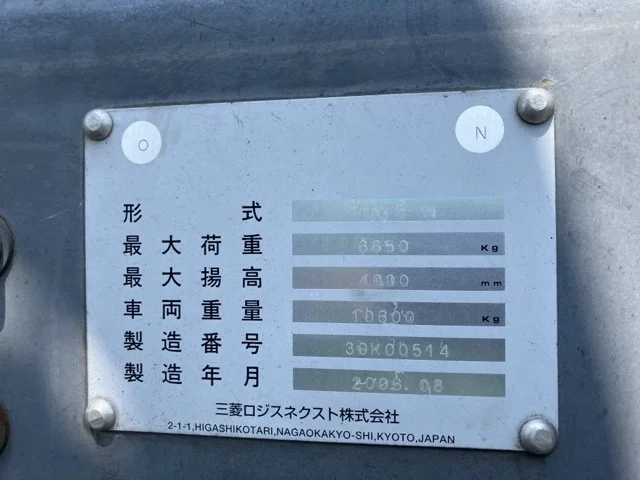 O N
形式
最大荷重 6650 Kg
最大揚高 mm
車両重量 10600 Kg
製造番号 30K00514
製造年月
三菱ロジスネクスト株式会社
2-1-1,HIGASHIKOTARI,NAGAOKAKYO-SHI,KYOTO,JAPAN